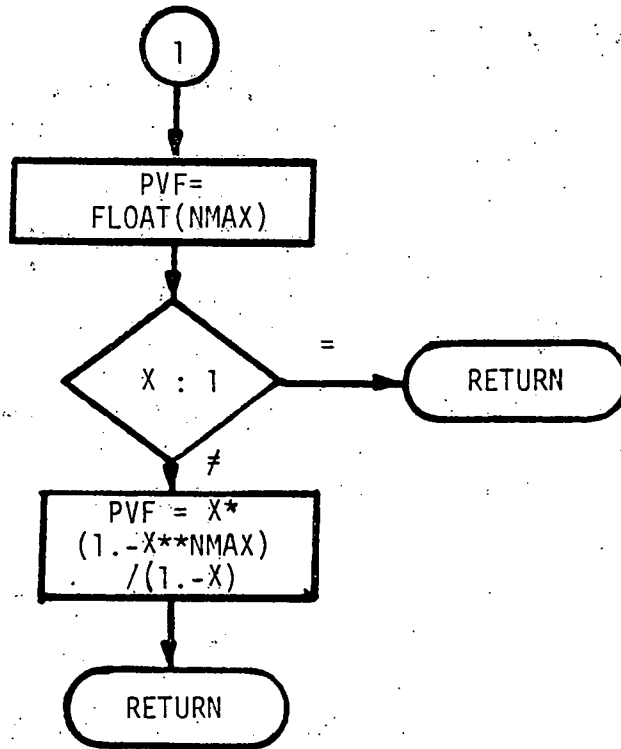 1
PVF=
FLOAT(NMAX)
X : 1
=
RETURN
≠
PVF = X*
(1.-X**NMAX)
/(1.-X)
RETURN